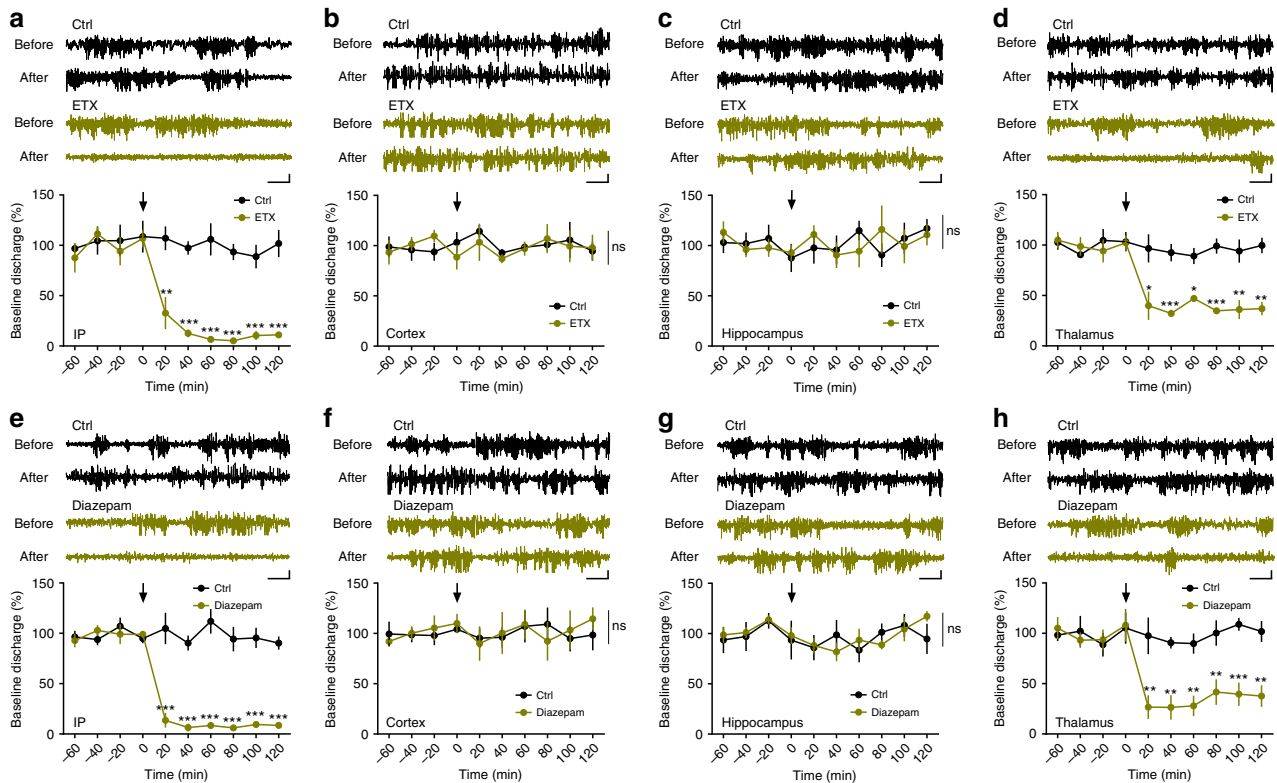 a
Ctrl
Before
After
ETX
Before
After
150
100
50
0
Baseline discharge (%)
Ctrl
ETX
** *** *** *** *** ***
IP
−60 −40 −20 0 20 40 60 80 100 120
Time (min)
b
Ctrl
Before
After
ETX
Before
After
150
100
50
0
Baseline discharge (%)
ns
Ctrl
ETX
Cortex
−60 −40 −20 0 20 40 60 80 100 120
Time (min)
c
Ctrl
Before
After
ETX
Before
After
150
100
50
0
Baseline discharge (%)
ns
Ctrl
ETX
Hippocampus
−60 −40 −20 0 20 40 60 80 100 120
Time (min)
d
Ctrl
Before
After
ETX
Before
After
150
100
50
0
Baseline discharge (%)
Ctrl
ETX
* *** * *** ** **
Thalamus
−60 −40 −20 0 20 40 60 80 100 120
Time (min)
e
Ctrl
Before
After
Diazepam
Before
After
150
100
50
0
Baseline discharge (%)
Ctrl
Diazepam
*** *** *** *** *** ***
IP
−60 −40 −20 0 20 40 60 80 100 120
Time (min)
f
Ctrl
Before
After
Diazepam
Before
After
150
100
50
0
Baseline discharge (%)
ns
Ctrl
Diazepam
Cortex
−60 −40 −20 0 20 40 60 80 100 120
Time (min)
g
Ctrl
Before
After
Diazepam
Before
After
150
100
50
0
Baseline discharge (%)
ns
Ctrl
Diazepam
Hippocampus
−60 −40 −20 0 20 40 60 80 100 120
Time (min)
h
Ctrl
Before
After
Diazepam
Before
After
150
100
50
0
Baseline discharge (%)
Ctrl
Diazepam
** ** ** ** *** **
Thalamus
−60 −40 −20 0 20 40 60 80 100 120
Time (min)